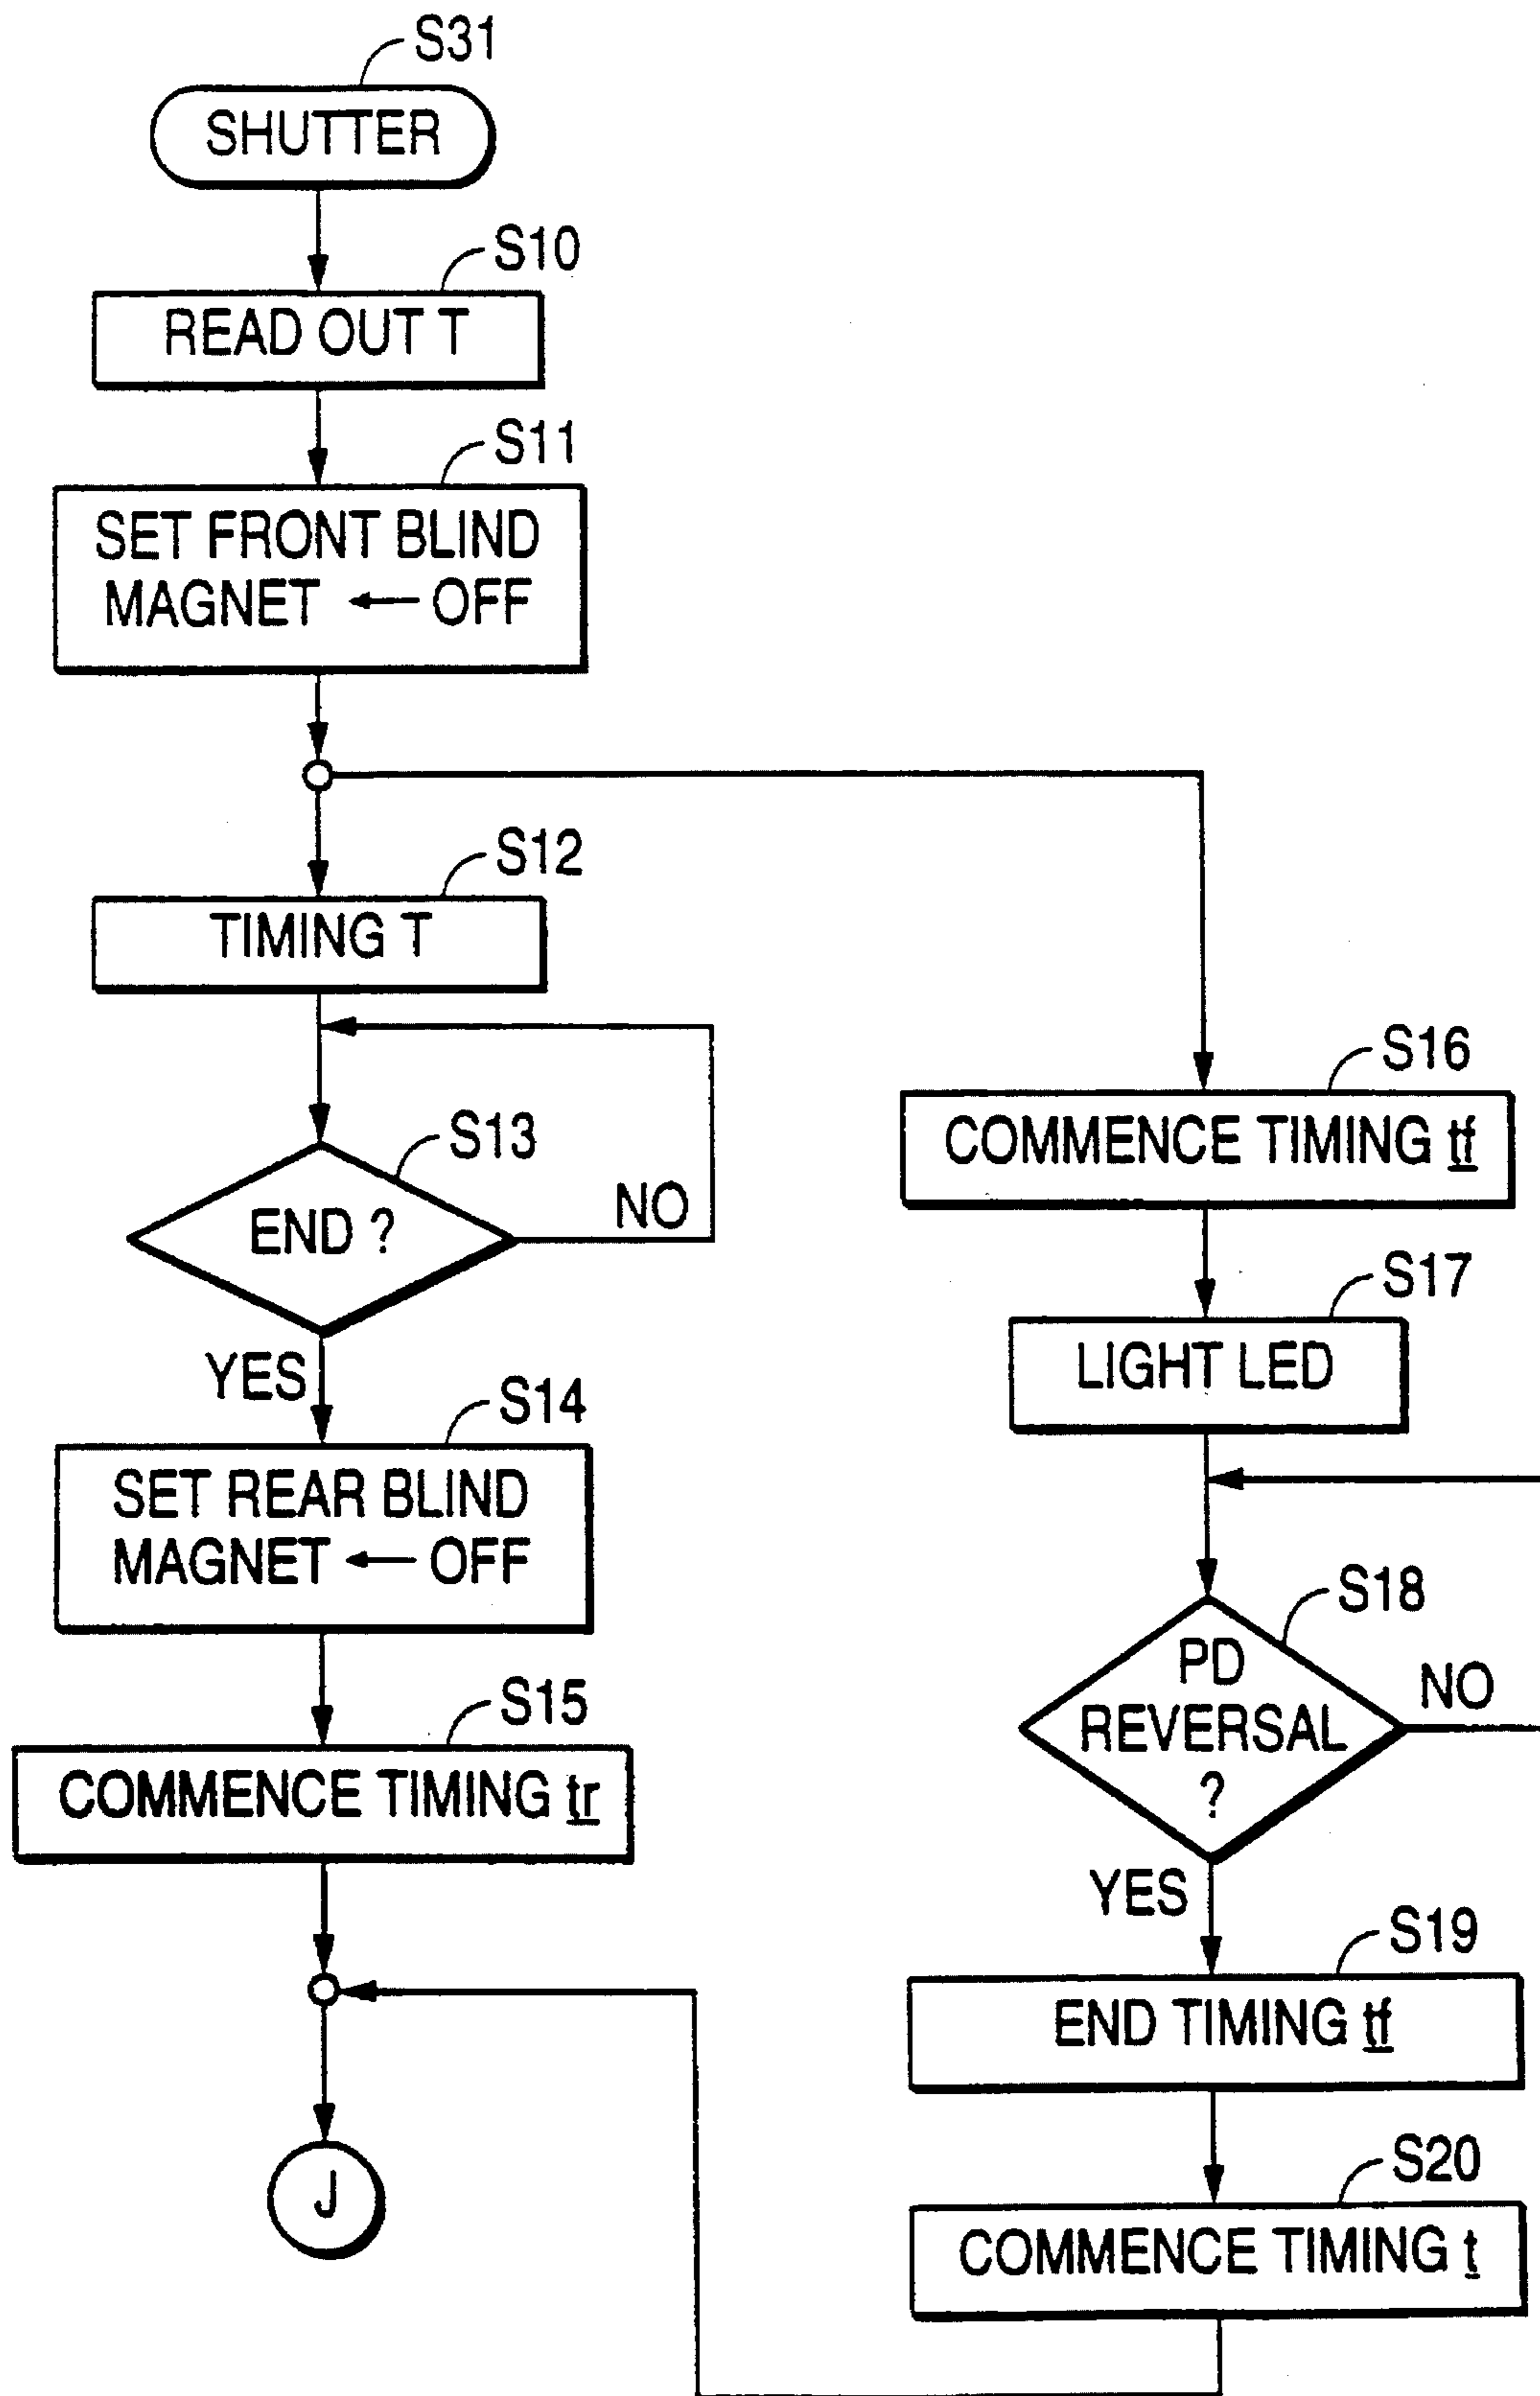 S31
SHUTTER
S10
READ OUT T
S11
SET FRONT BLIND
MAGNET ← OFF
S12
TIMING T
S13
END ?
NO
YES
S14
SET REAR BLIND
MAGNET ← OFF
S15
COMMENCE TIMING tr
J
S16
COMMENCE TIMING tf
S17
LIGHT LED
S18
PD
REVERSAL
?
NO
YES
S19
END TIMING tf
S20
COMMENCE TIMING t